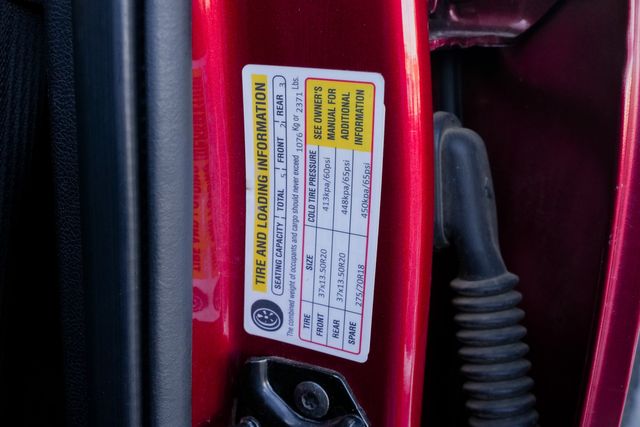 TIRE AND LOADING INFORMATION
SEATING CAPACITY TOTAL 5 FRONT 2 REAR 3
The combined weight of occupants and cargo should never exceed 1076 Kg or 2371 Lbs.
TIRE SIZE COLD TIRE PRESSURE
FRONT 37x13.50R20 413kpa/60psi
REAR 37x13.50R20 448kpa/65psi
SPARE 275/70R18 450kpa/65psi
SEE OWNER'S
MANUAL FOR
ADDITIONAL
INFORMATION